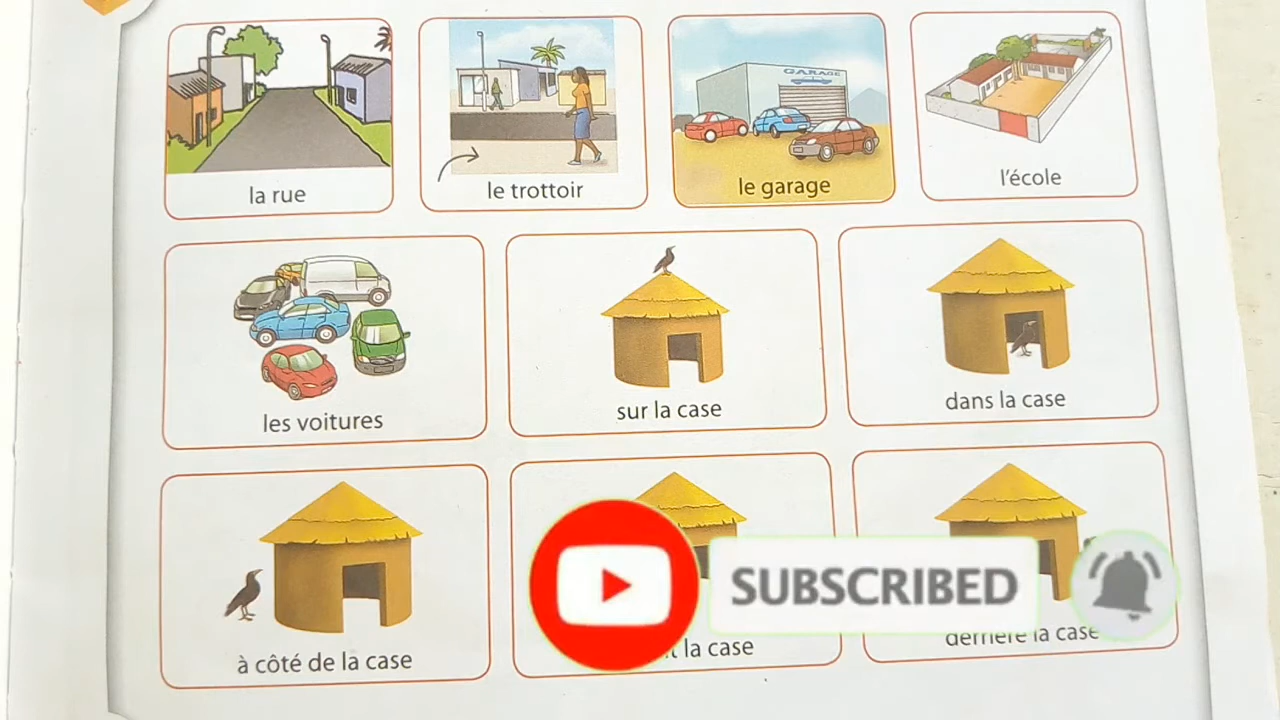 la rue
le trottoir
GARAGE
le garage
l'école
les voitures
sur la case
dans la case
à côté de la case
la case
derrière la case
SUBSCRIBED